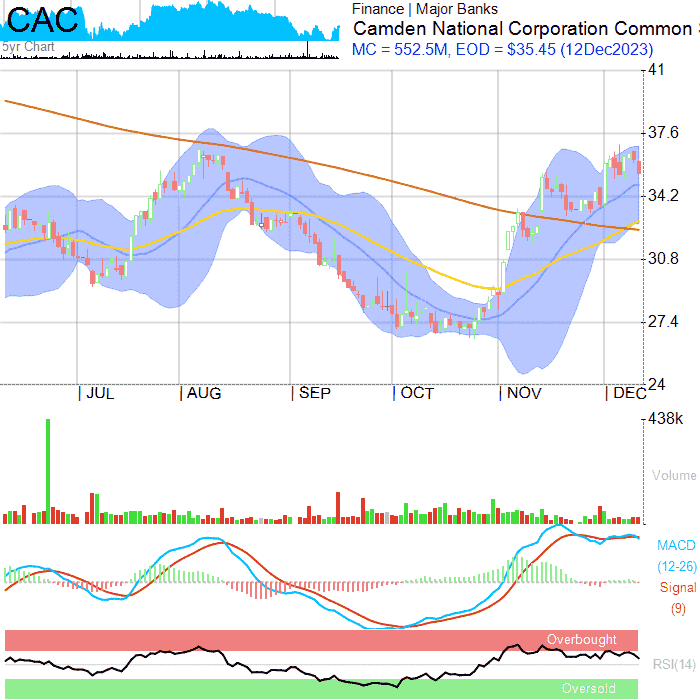 CAC
5yr Chart
Finance | Major Banks
Camden National Corporation Common
MC = 552.5M, EOD = $35.45 (12Dec2023)
41
37.6
34.2
30.8
27.4
24
JUL AUG SEP OCT NOV DEC
438k
Volume
MACD
(12-26)
Signal
(9)
Overbought
RSI(14)
Oversold